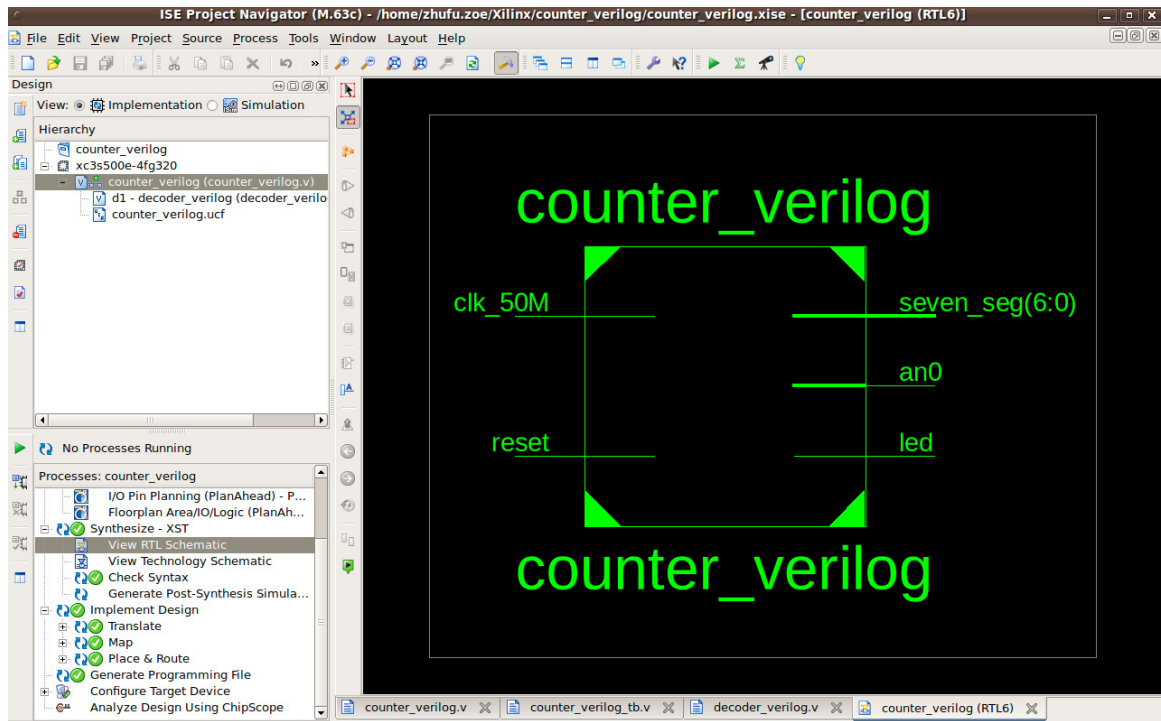 ISE Project Navigator (M.63c) - /home/zhufu.zoe/Xilinx/counter_verilog/counter_verilog.xise - [counter_verilog (RTL6)]
File Edit View Project Source Process Tools Window Layout Help
Design
View: Implementation Simulation
Hierarchy
counter_verilog
xc3s500e-4fg320
counter_verilog (counter_verilog.v)
d1 - decoder_verilog (decoder_verilo
counter_verilog.ucf
No Processes Running
Processes: counter_verilog
I/O Pin Planning (PlanAhead) - P...
Floorplan Area/IO/Logic (PlanAh...
Synthesize - XST
View RTL Schematic
View Technology Schematic
Check Syntax
Generate Post-Synthesis Simula...
Implement Design
Translate
Map
Place & Route
Generate Programming File
Configure Target Device
Analyze Design Using ChipScope
counter_verilog
clk_50M
seven_seg(6:0)
an0
reset
led
counter_verilog
counter_verilog.v
counter_verilog_tb.v
decoder_verilog.v
counter_verilog (RTL6)